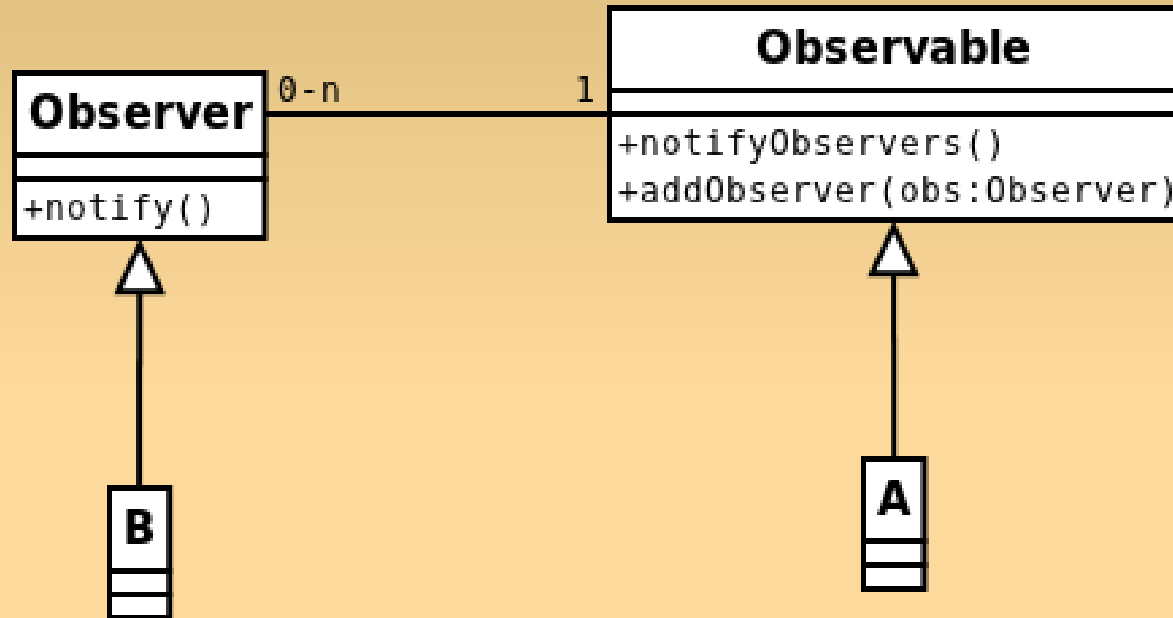 Observable
Observer
0-n
1
+notifyObservers()
+addObserver(obs:Observer)
+notify()
B
A